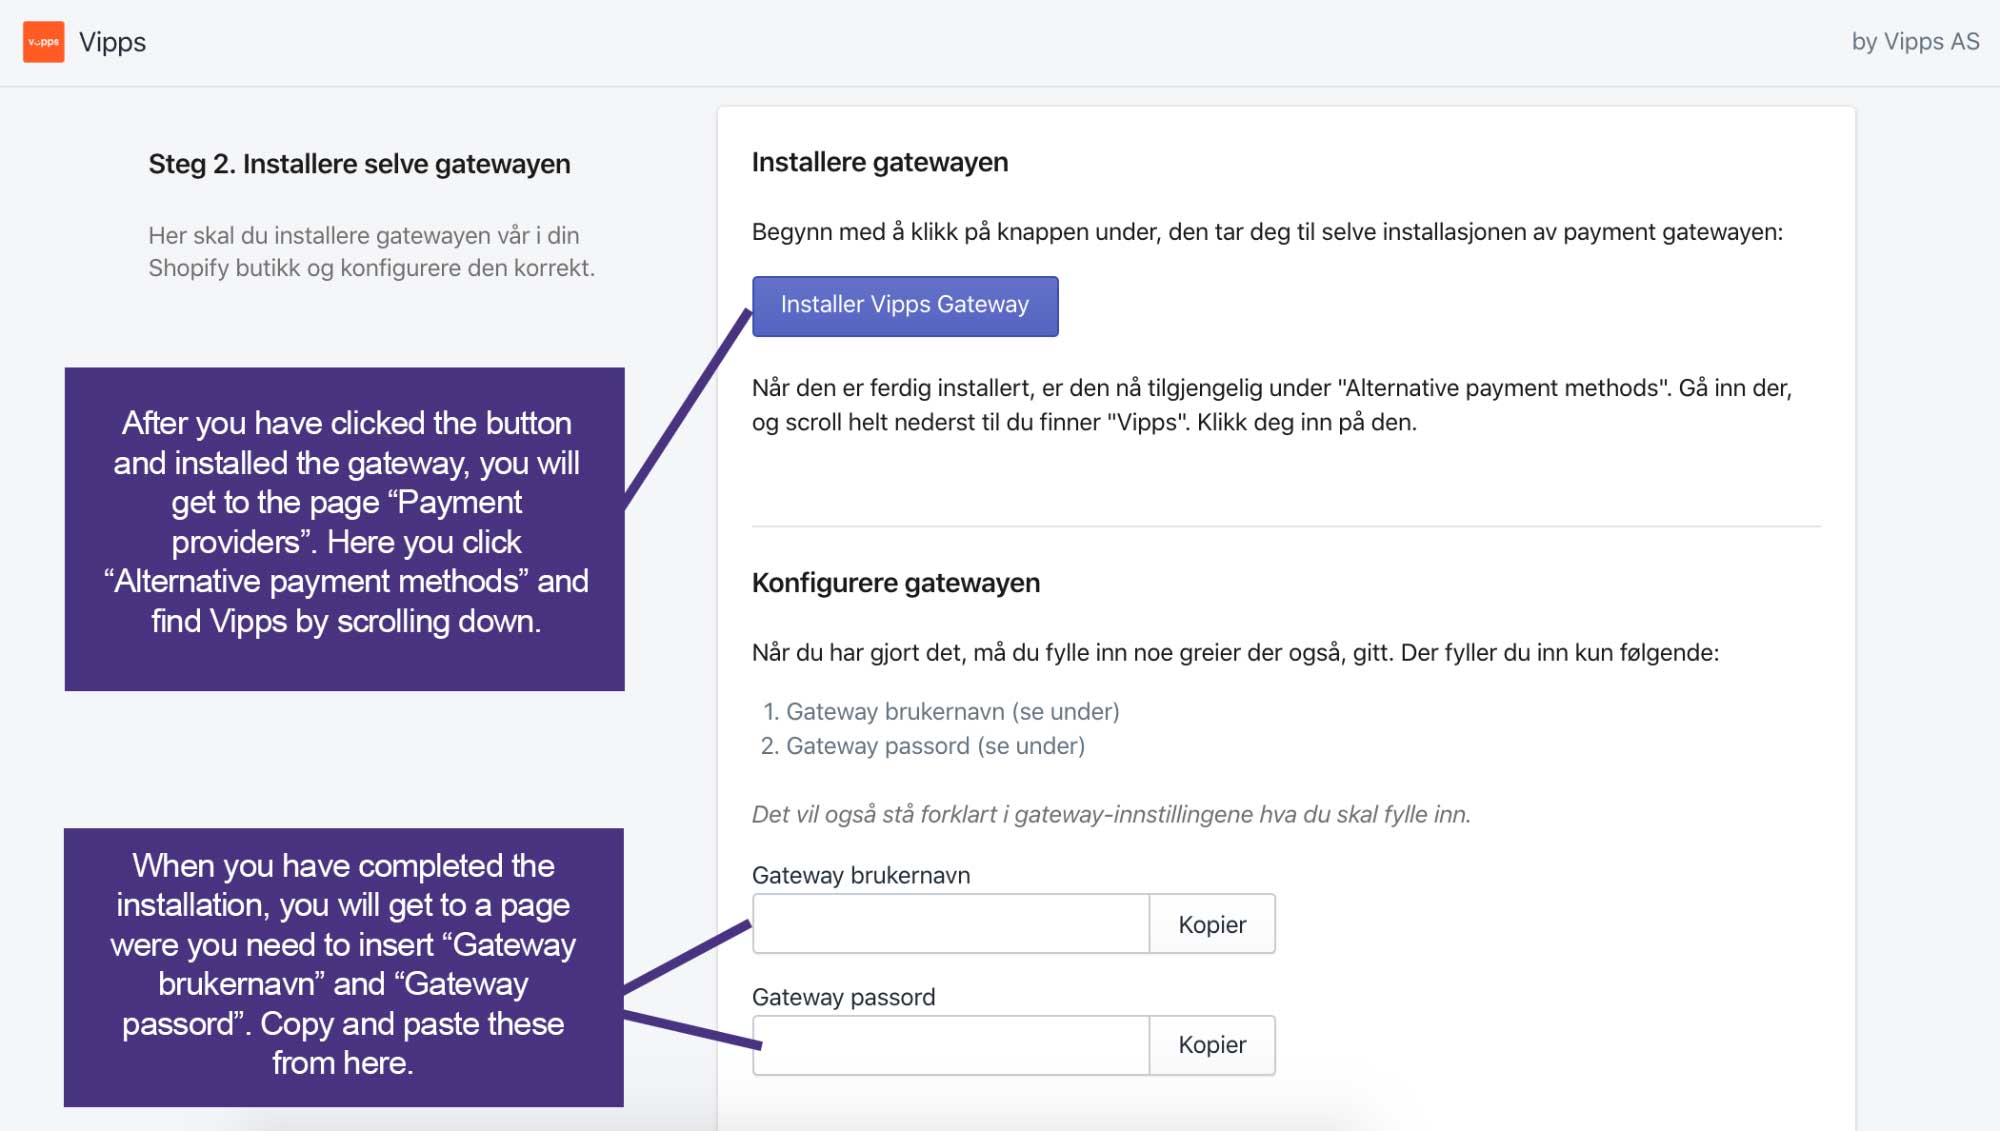 vipps
Vipps
by Vipps AS
Steg 2. Installere selve gatewayen
Her skal du installere gatewayen vår i din
Shopify butikk og konfigurere den korrekt.
After you have clicked the button
and installed the gateway, you will
get to the page “Payment
providers”. Here you click
“Alternative payment methods” and
find Vipps by scrolling down.
When you have completed the
installation, you will get to a page
were you need to insert “Gateway
brukernavn” and “Gateway
passord”. Copy and paste these
from here.
Installere gatewayen
Begynn med å klikk på knappen under, den tar deg til selve installasjonen av payment gatewayen:
Installer Vipps Gateway
Når den er ferdig installert, er den nå tilgjengelig under "Alternative payment methods". Gå inn der,
og scroll helt nederst til du finner "Vipps". Klikk deg inn på den.
Konfigurere gatewayen
Når du har gjort det, må du fylle inn noe greier der også, gitt. Der fyller du inn kun følgende:
1. Gateway brukernavn (se under)
2. Gateway passord (se under)
Det vil også stå forklart i gateway-innstillingene hva du skal fylle inn.
Gateway brukernavn
Kopier
Gateway passord
Kopier